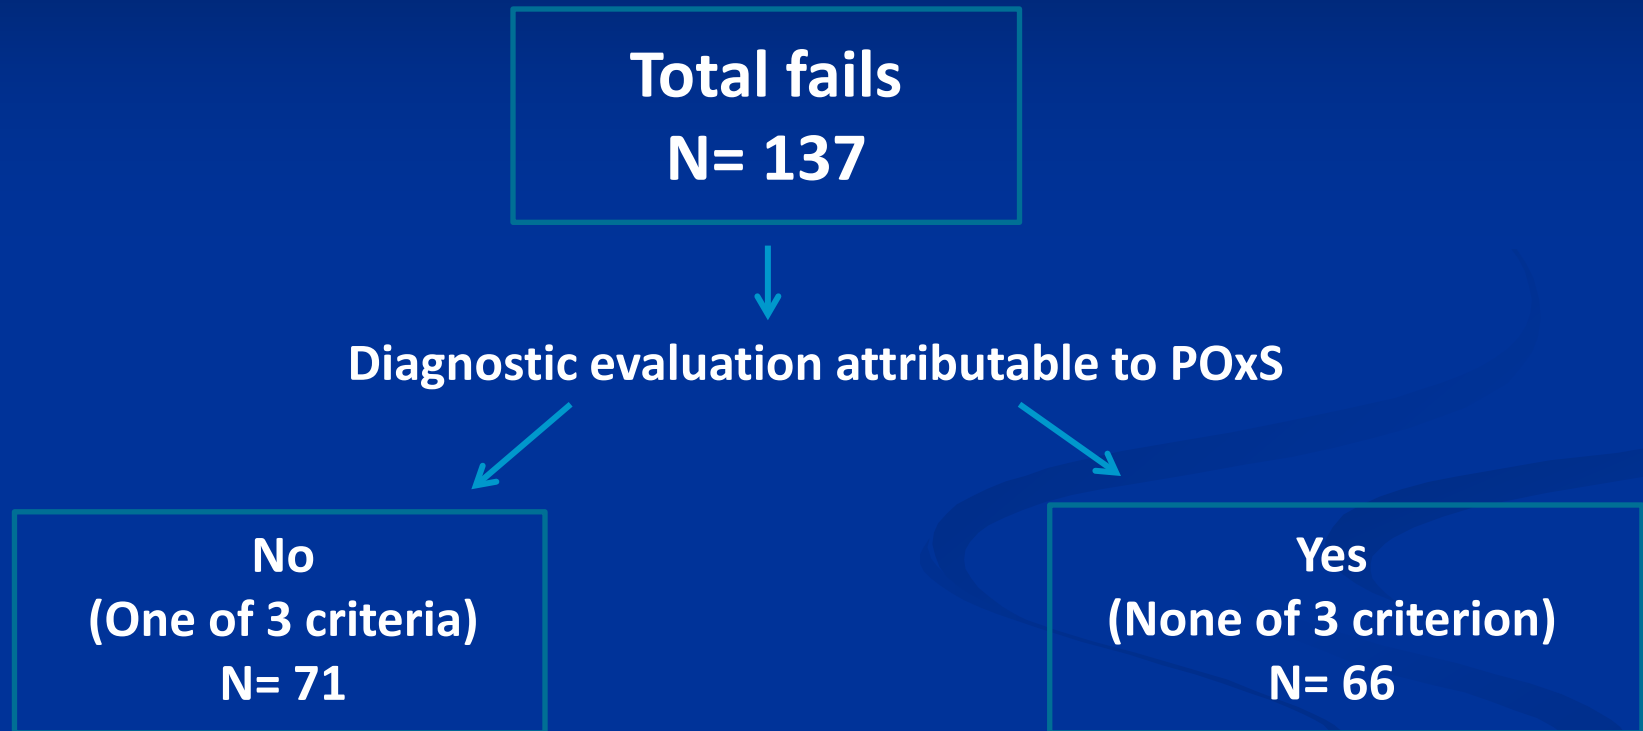 Total fails
N= 137
Diagnostic evaluation attributable to POxS
No
(One of 3 criteria)
N= 71
Yes
(None of 3 criterion)
N= 66